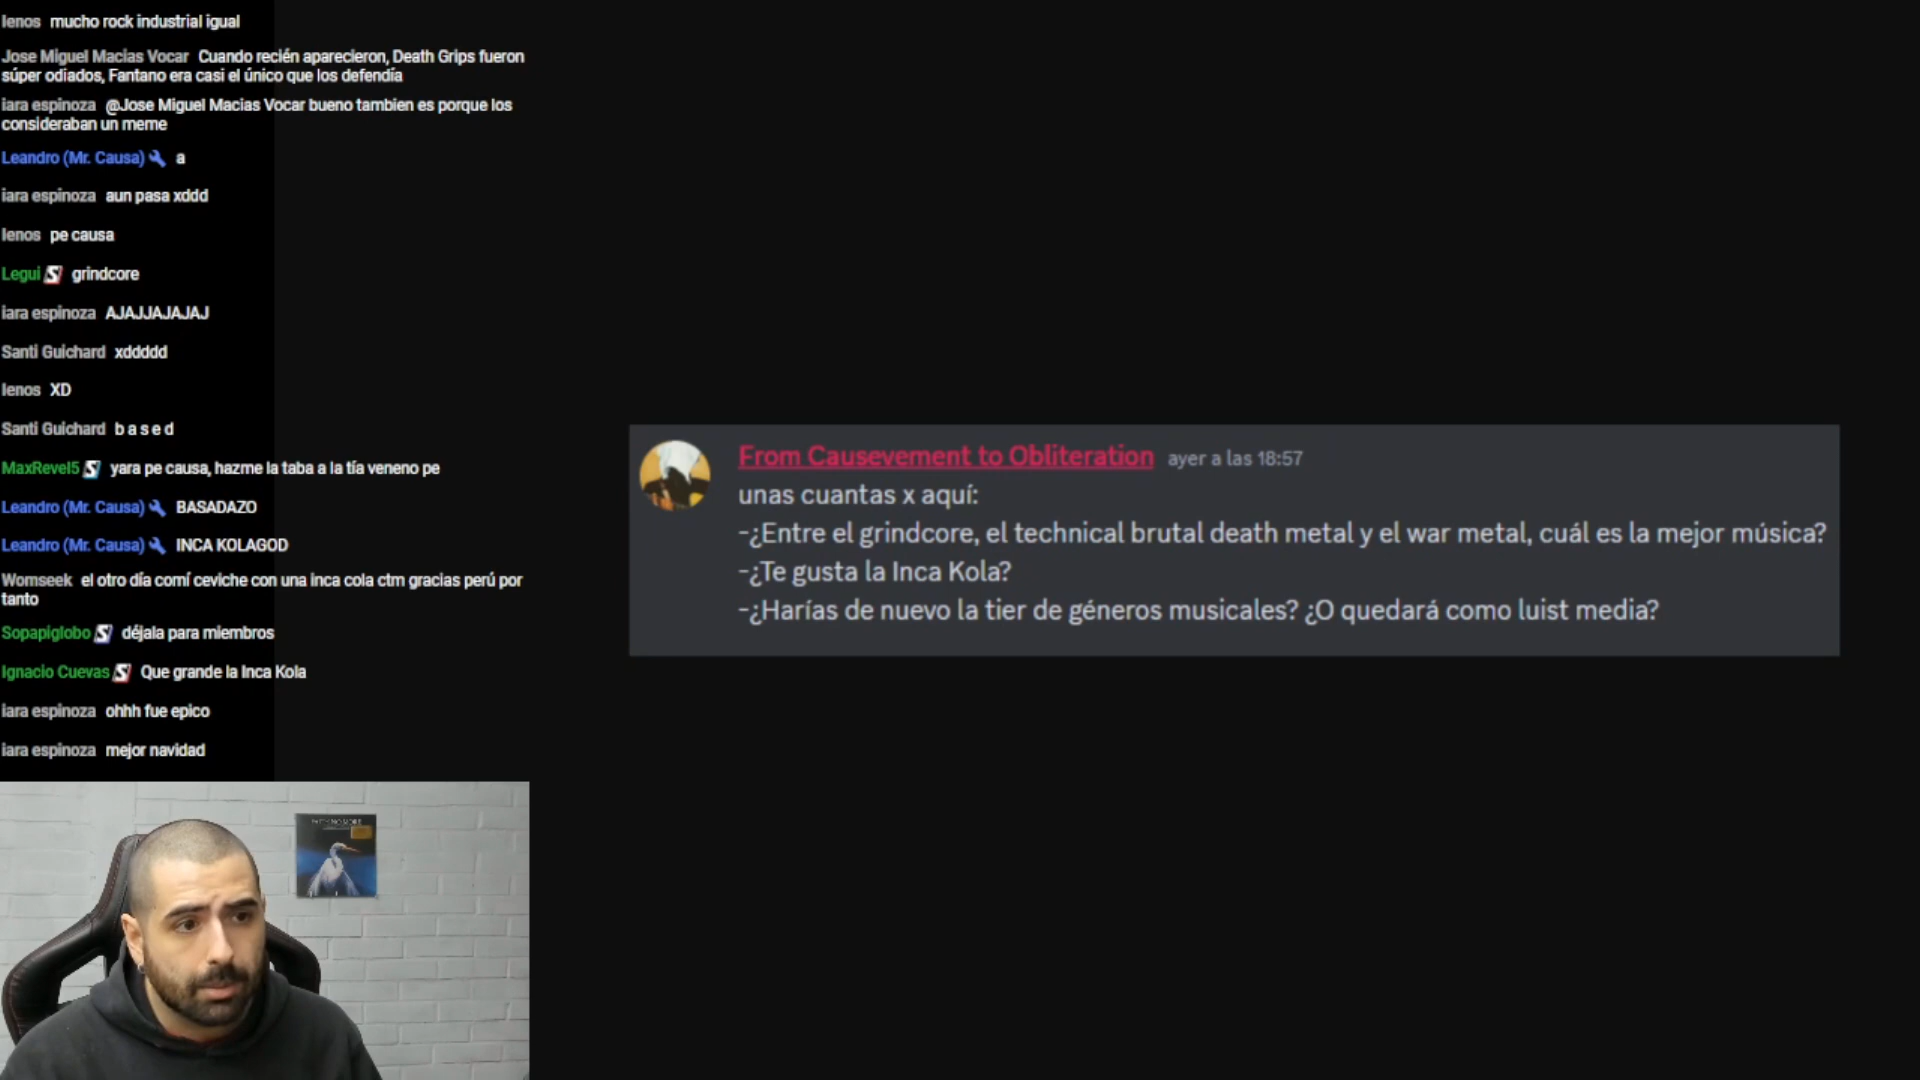 lenos mucho rock industrial igual
Jose Miguel Macias Vocar Cuando recién aparecieron, Death Grips fueron
súper odiados, Fantano era casi el único que los defendía
iara espinoza @Jose Miguel Macias Vocar bueno tambien es porque los
consideraban un meme
Leandro (Mr. Causa) a
iara espinoza aun pasa xddd
lenos pe causa
Legui grindcore
iara espinoza AJAJJAJAJAJ
Santi Guichard xddddd
lenos XD
Santi Guichard b a s e d
MaxRevel5 yara pe causa, hazme la taba a la tía veneno pe
Leandro (Mr. Causa) BASADAZO
Leandro (Mr. Causa) INCA KOLAGOD
Womseek el otro día comí ceviche con una inca cola ctm gracias perú por
tanto
Sopapiglobo déjala para miembros
Ignacio Cuevas Que grande la Inca Kola
iara espinoza ohhh fue epico
iara espinoza mejor navidad
From Causevement to Obliteration ayer a las 18:57
unas cuantas x aquí:
-¿Entre el grindcore, el technical brutal death metal y el war metal, cuál es la mejor música?
-¿Te gusta la Inca Kola?
-¿Harías de nuevo la tier de géneros musicales? ¿O quedará como luist media?
FAITH NO MORE